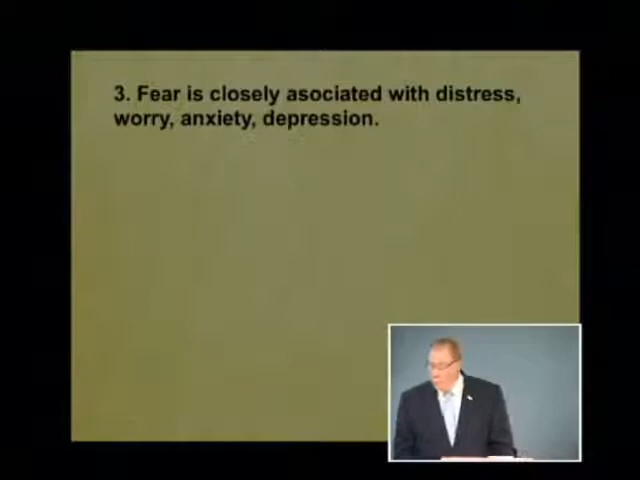 3. Fear is closely asociated with distress,
worry, anxiety, depression.